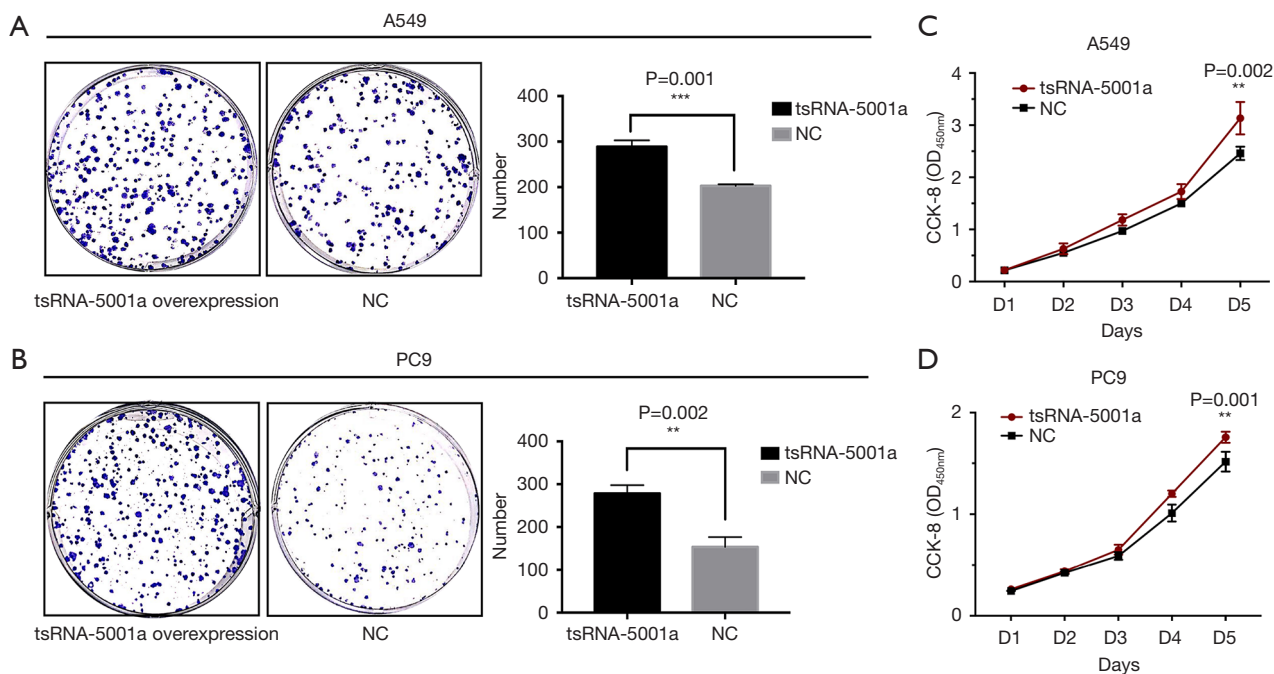 A
A549
tsRNA-5001a overexpression
NC
P=0.001
***
tsRNA-5001a
NC
Number
400
300
200
100
0
tsRNA-5001a
NC
B
PC9
tsRNA-5001a overexpression
NC
P=0.002
**
tsRNA-5001a
NC
Number
400
300
200
100
0
tsRNA-5001a
NC
C
A549
tsRNA-5001a
NC
P=0.002
**
CCK-8 (OD450nm)
4
3
2
1
0
D1 D2 D3 D4 D5
Days
D
PC9
tsRNA-5001a
NC
P=0.001
**
CCK-8 (OD450nm)
2
1
0
D1 D2 D3 D4 D5
Days